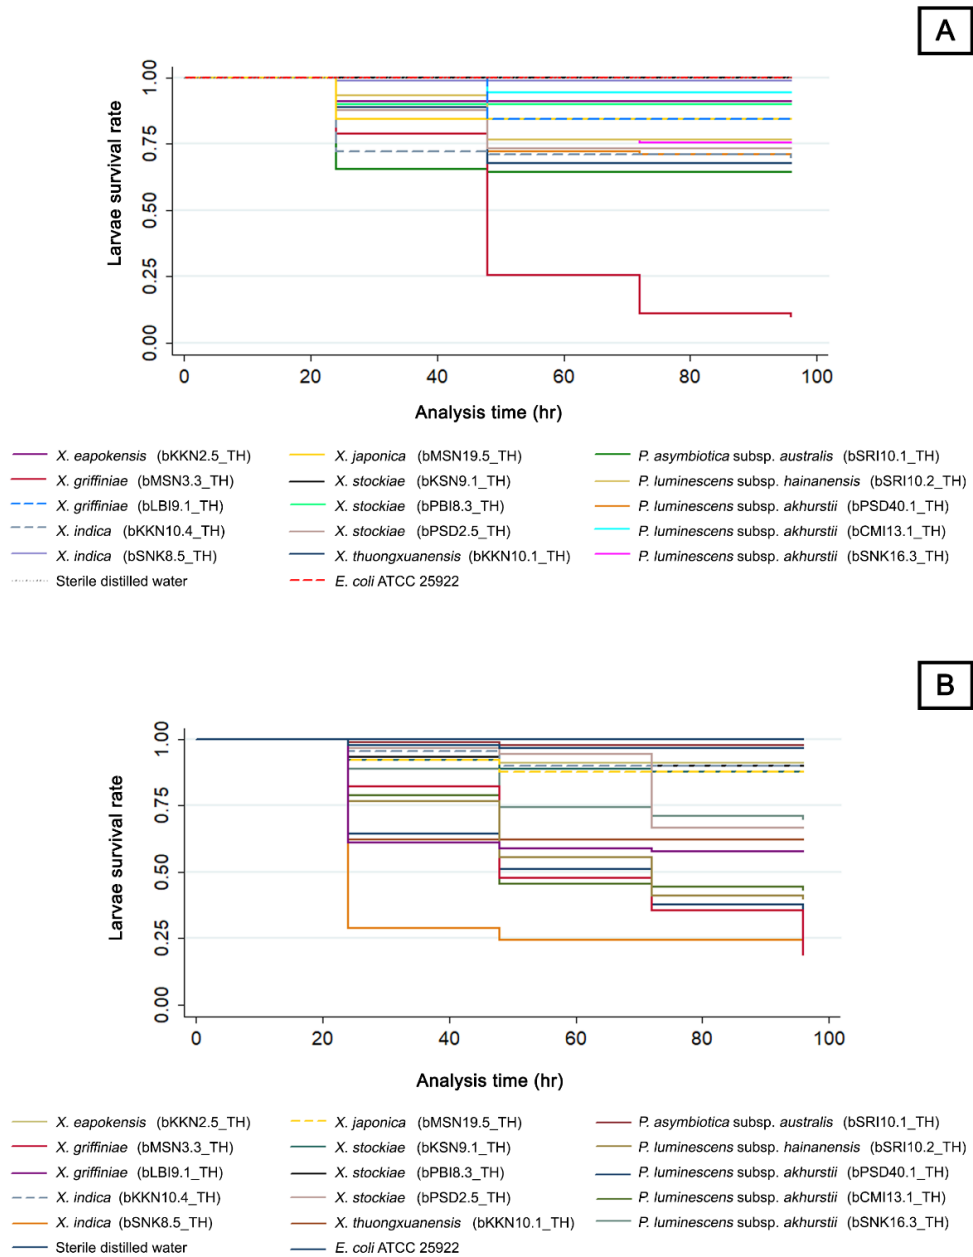 A
1.00
0.75
0.50
0.25
0.00
Larvae survival rate
0 20 40 60 80 100
Analysis time (hr)
X. eapokensis (bKKN2.5_TH) X. japonica (bMSN19.5_TH) P. asymbiotica subsp. australis (bSRI10.1_TH)
X. griffiniae (bMSN3.3_TH) X. stockiae (bKSN9.1_TH) P. luminescens subsp. hainanensis (bSRI10.2_TH)
X. griffiniae (bLBI9.1_TH) X. stockiae (bPBI8.3_TH) P. luminescens subsp. akhurstii (bPSD40.1_TH)
X. indica (bKKN10.4_TH) X. stockiae (bPSD2.5_TH) P. luminescens subsp. akhurstii (bCMI13.1_TH)
X. indica (bSNK8.5_TH) X. thuongxuanensis (bKKN10.1_TH) P. luminescens subsp. akhurstii (bSNK16.3_TH)
Sterile distilled water E. coli ATCC 25922
B
1.00
0.75
0.50
0.25
0.00
Larvae survival rate
0 20 40 60 80 100
Analysis time (hr)
X. eapokensis (bKKN2.5_TH) X. japonica (bMSN19.5_TH) P. asymbiotica subsp. australis (bSRI10.1_TH)
X. griffiniae (bMSN3.3_TH) X. stockiae (bKSN9.1_TH) P. luminescens subsp. hainanensis (bSRI10.2_TH)
X. griffiniae (bLBI9.1_TH) X. stockiae (bPBI8.3_TH) P. luminescens subsp. akhurstii (bPSD40.1_TH)
X. indica (bKKN10.4_TH) X. stockiae (bPSD2.5_TH) P. luminescens subsp. akhurstii (bCMI13.1_TH)
X. indica (bSNK8.5_TH) X. thuongxuanensis (bKKN10.1_TH) P. luminescens subsp. akhurstii (bSNK16.3_TH)
Sterile distilled water E. coli ATCC 25922